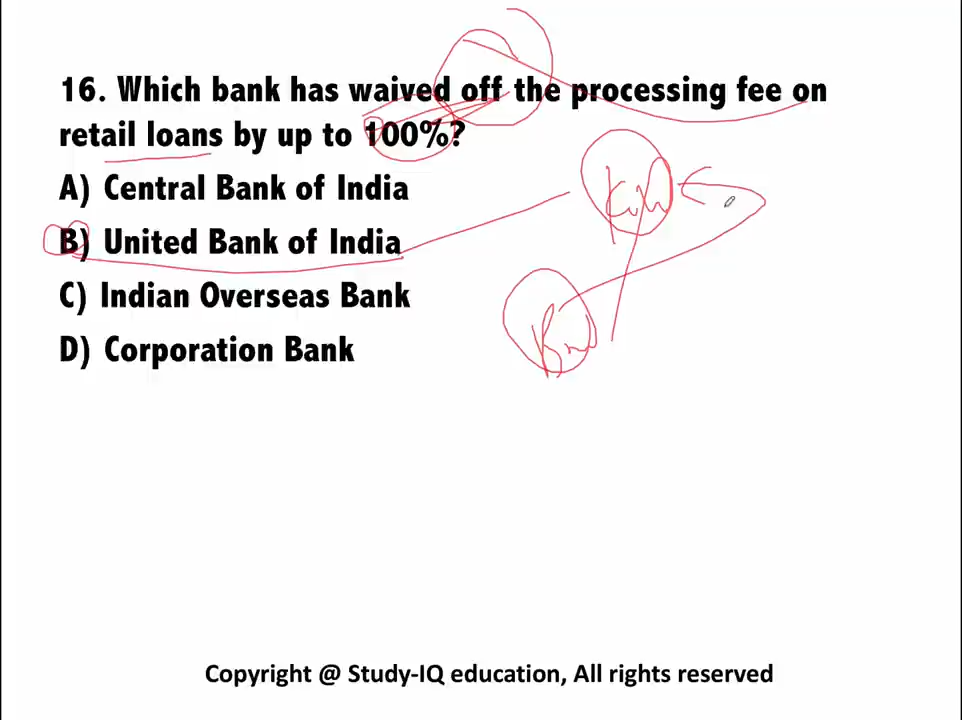 16. Which bank has waived off the processing fee on
retail loans by up to 100%?
A) Central Bank of India
B) United Bank of India
C) Indian Overseas Bank
D) Corporation Bank
Copyright @ Study-IQ education, All rights reserved